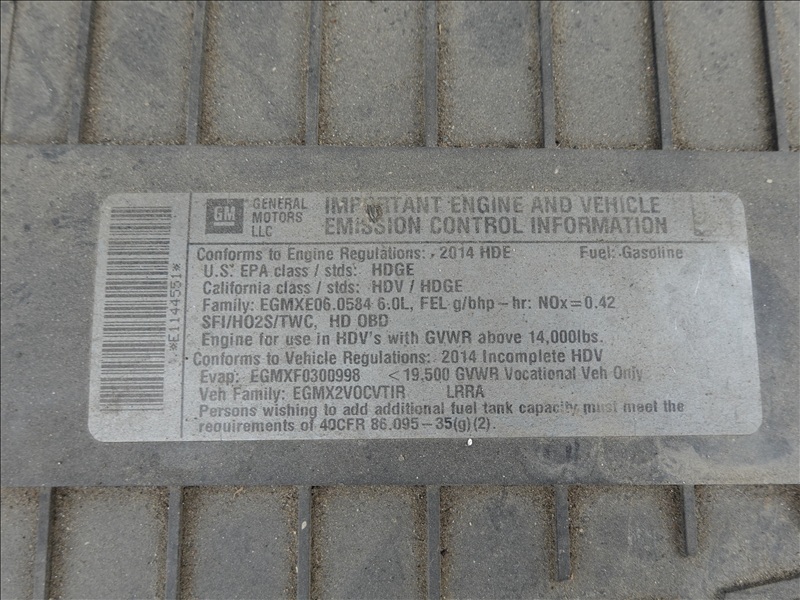 *E1144551*
GM GENERAL MOTORS LLC
IMPORTANT ENGINE AND VEHICLE
EMISSION CONTROL INFORMATION
Conforms to Engine Regulations: 2014 HDE Fuel: Gasoline
U.S. EPA class / stds: HDGE
California class / stds: HDV / HDGE
Family: EGMXE06.0584 6.0L, FEL g/bhp - hr: NOx=0.42
SFI/HO2S/TWC, HD OBD
Engine for use in HDV's with GVWR above 14,000lbs.
Conforms to Vehicle Regulations: 2014 Incomplete HDV
Evap: EGMXF0300998 <19,500 GVWR Vocational Veh Only
Veh Family: EGMX2VOCVTIR LRRA
Persons wishing to add additional fuel tank capacity must meet the
requirements of 40CFR 86.095-35(g)(2).